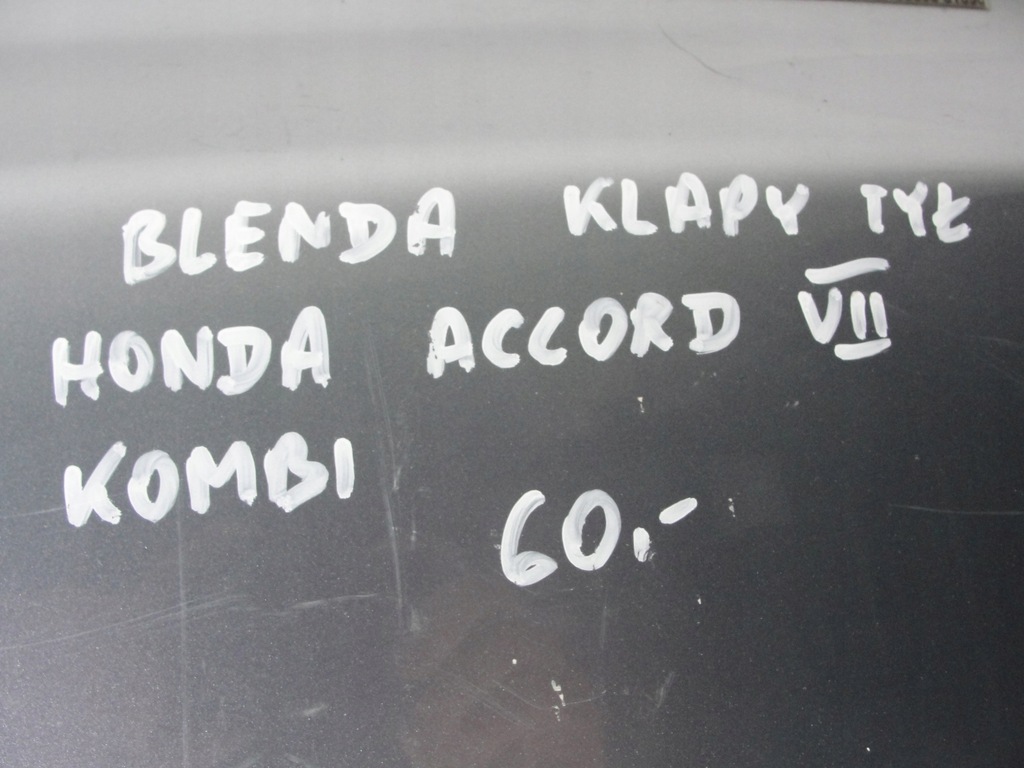 BLENDA KLAPY TYŁ
HONDA ACCORD VII
KOMBI
60.-